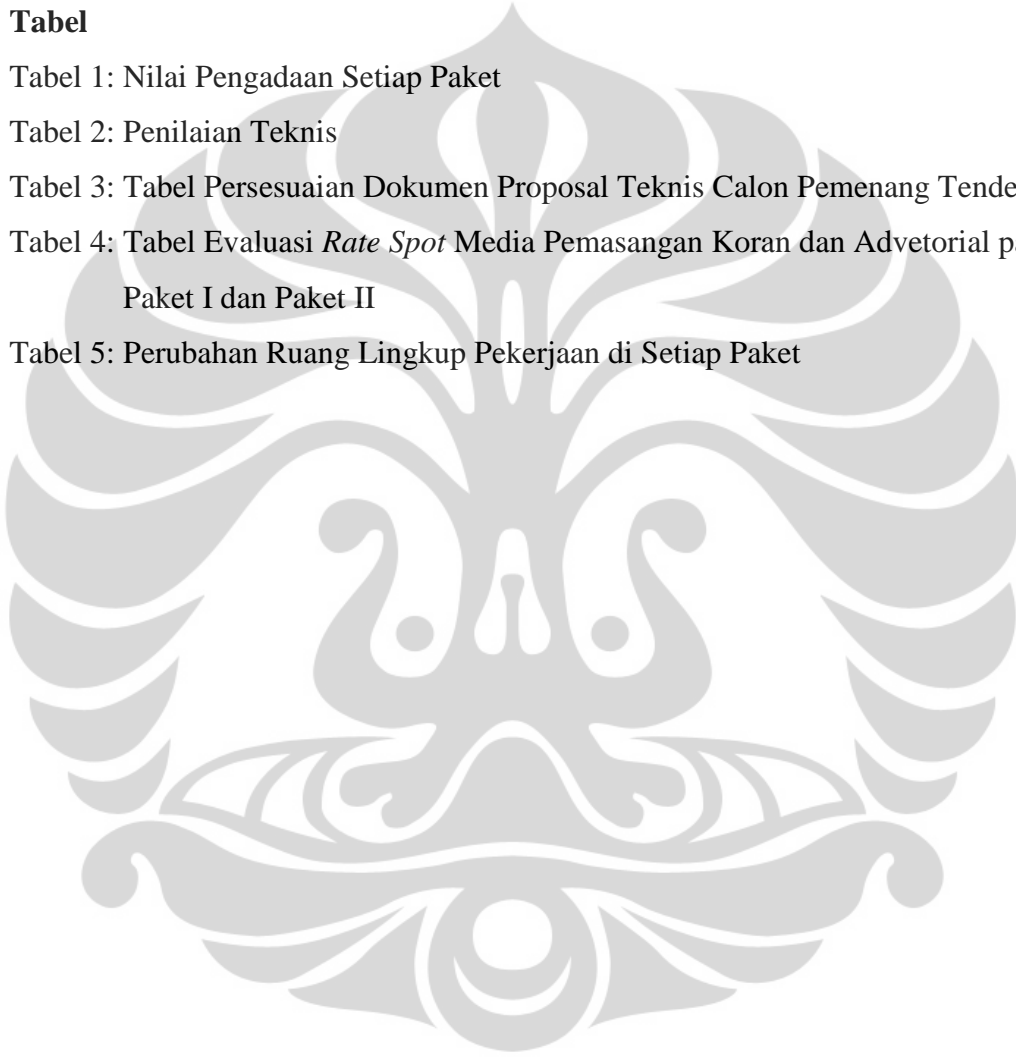 Tabel
Tabel 1: Nilai Pengadaan Setiap Paket
Tabel 2: Penilaian Teknis
Tabel 3: Tabel Persesuaian Dokumen Proposal Teknis Calon Pemenang Tende
Tabel 4: Tabel Evaluasi Rate Spot Media Pemasangan Koran dan Advetorial pa
Paket I dan Paket II
Tabel 5: Perubahan Ruang Lingkup Pekerjaan di Setiap Paket